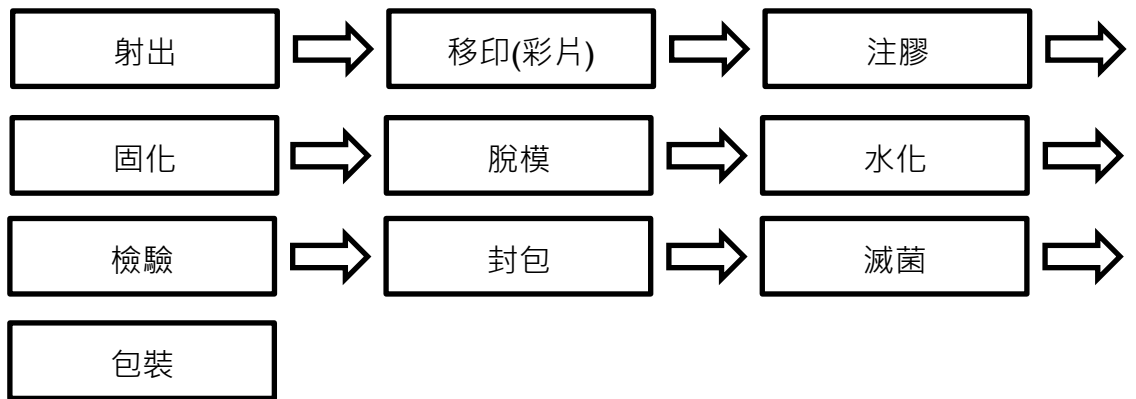 射出 移印(彩片) 注膠
固化 脫模 水化
檢驗 封包 滅菌
包裝